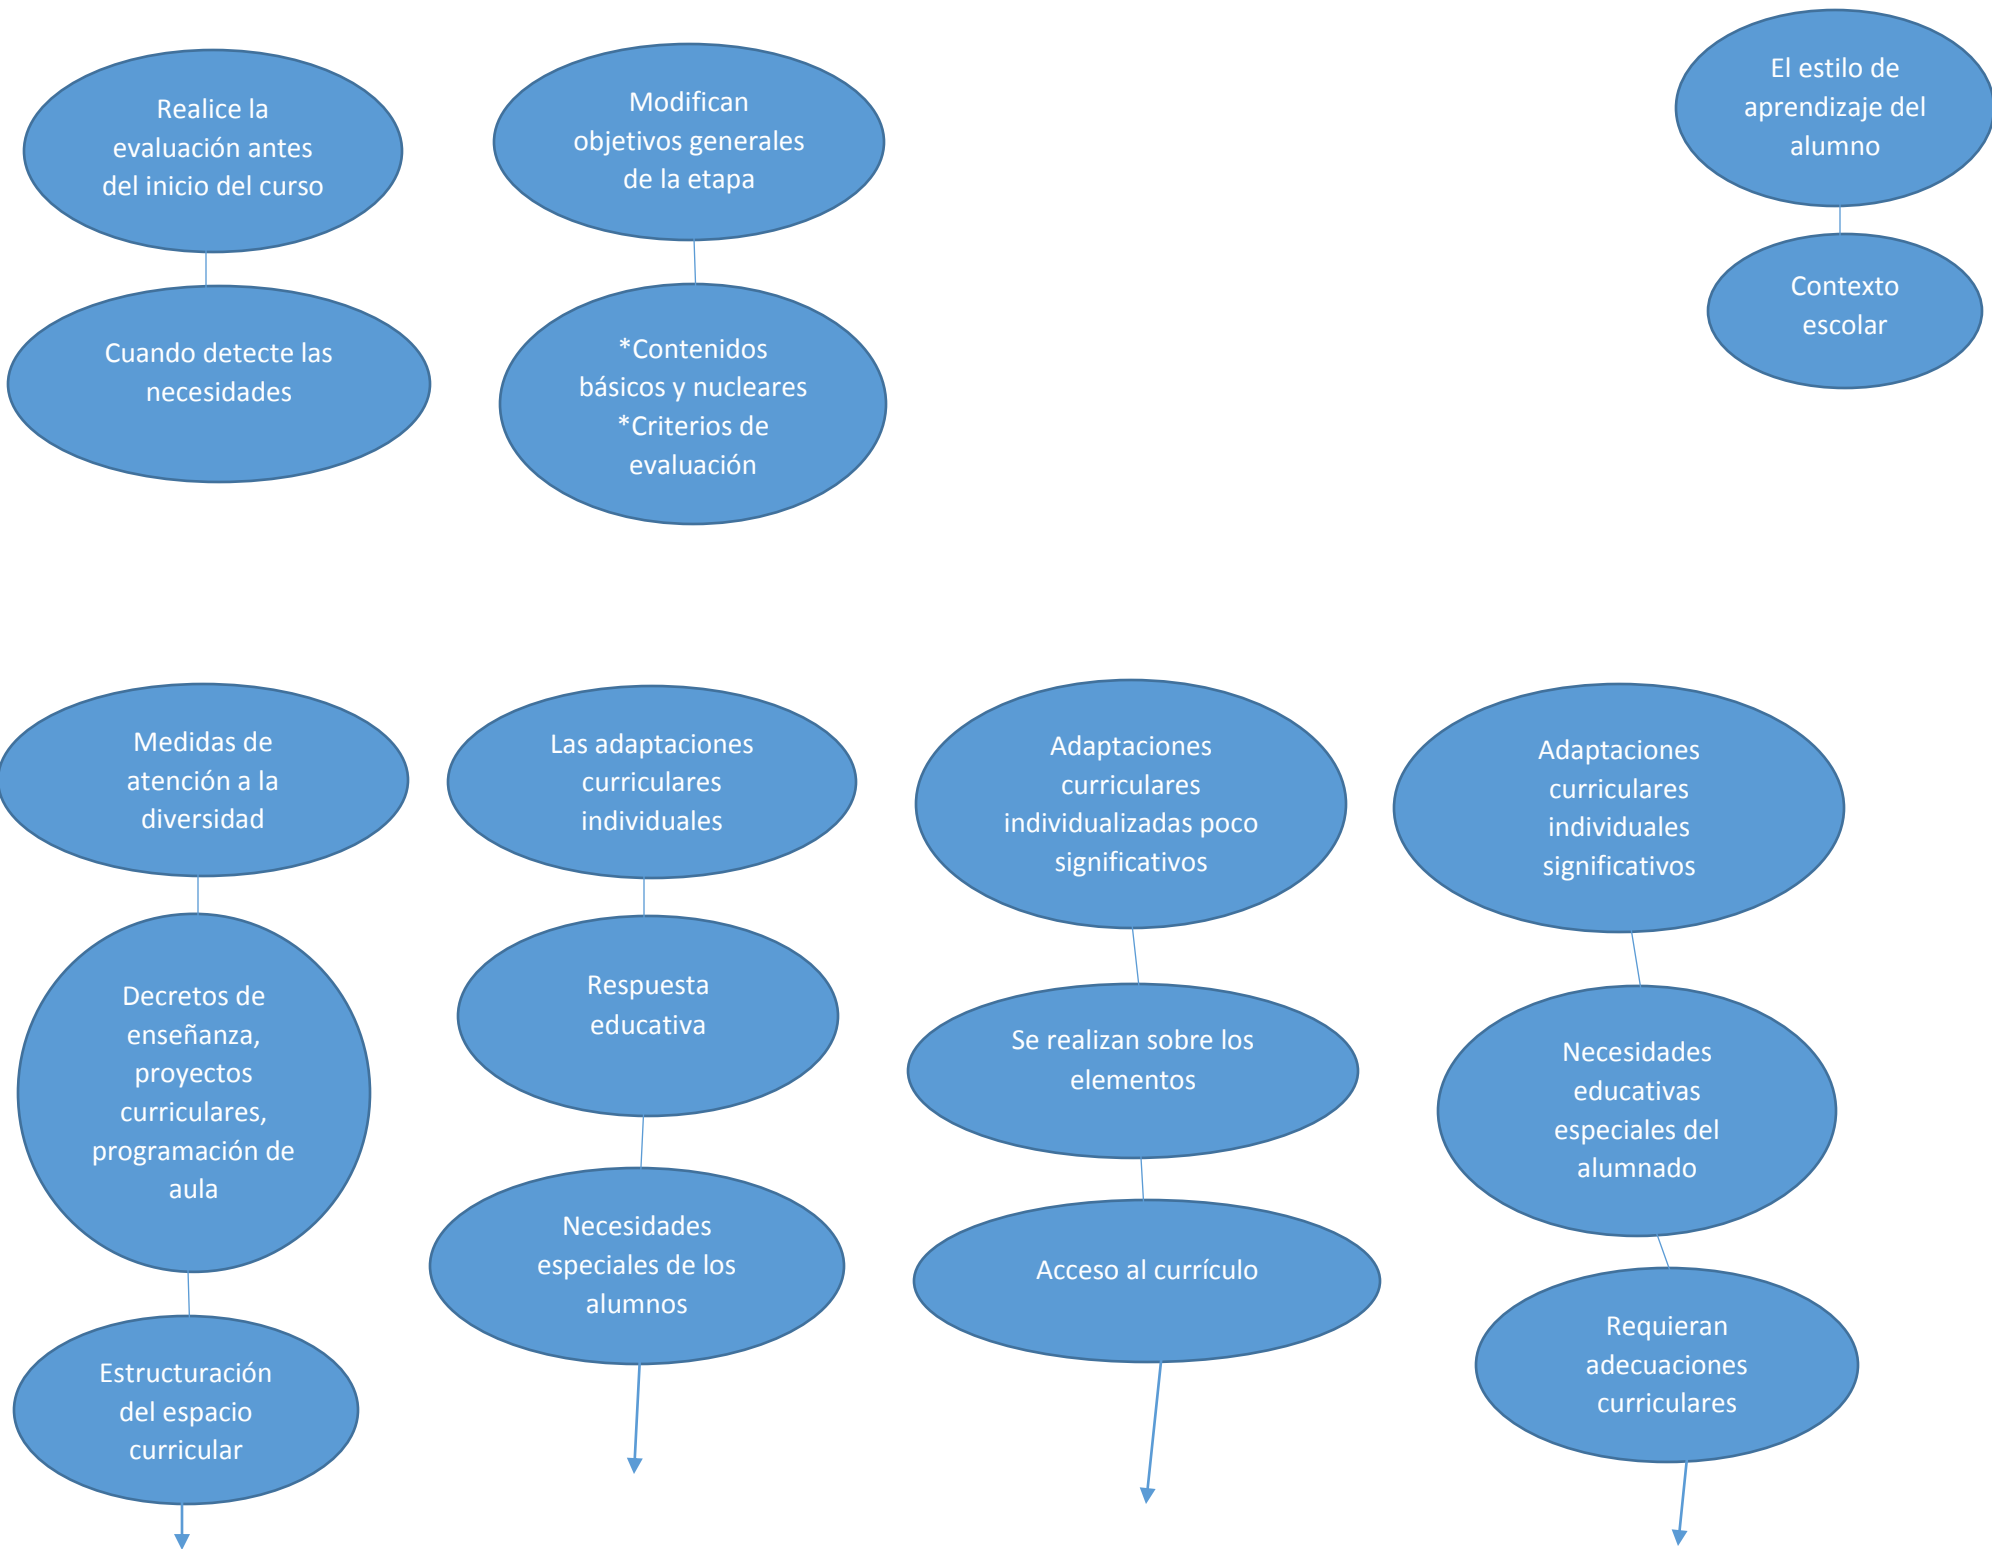 Realice la
evaluación antes
del inicio del curso
Modifican
objetivos generales
de la etapa
El estilo de
aprendizaje del
alumno
Cuando detecte las
necesidades
*Contenidos
básicos y nucleares
*Criterios de
evaluación
Contexto
escolar
Medidas de
atención a la
diversidad
Las adaptaciones
curriculares
individuales
Adaptaciones
curriculares
individualizadas poco
significativos
Adaptaciones
curriculares
individuales
significativos
Decretos de
enseñanza,
proyectos
curriculares,
programación de
aula
Respuesta
educativa
Se realizan sobre los
elementos
Necesidades
educativas
especiales del
alumnado
Estructuración
del espacio
curricular
Necesidades
especiales de los
alumnos
Acceso al currículo
Requieran
adecuaciones
curriculares